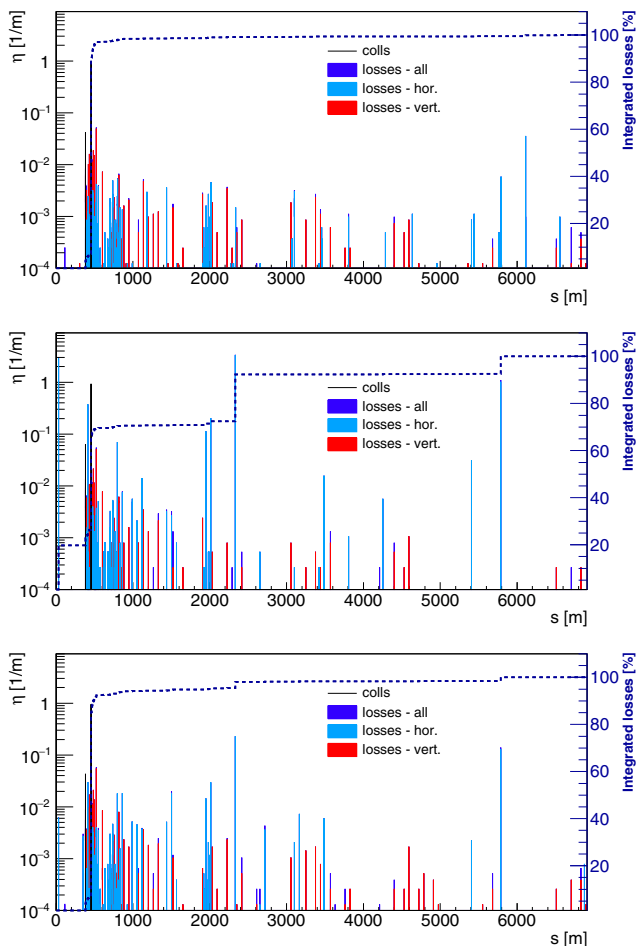 η [1/m]
Integrated losses [%]
1
10⁻¹
10⁻²
10⁻³
10⁻⁴
100
80
60
40
20
colls
losses - all
losses - hor.
losses - vert.
0 1000 2000 3000 4000 5000 6000
s [m]
η [1/m]
Integrated losses [%]
1
10⁻¹
10⁻²
10⁻³
10⁻⁴
100
80
60
40
20
colls
losses - all
losses - hor.
losses - vert.
0 1000 2000 3000 4000 5000 6000
s [m]
η [1/m]
Integrated losses [%]
1
10⁻¹
10⁻²
10⁻³
10⁻⁴
100
80
60
40
20
colls
losses - all
losses - hor.
losses - vert.
0 1000 2000 3000 4000 5000 6000
s [m]